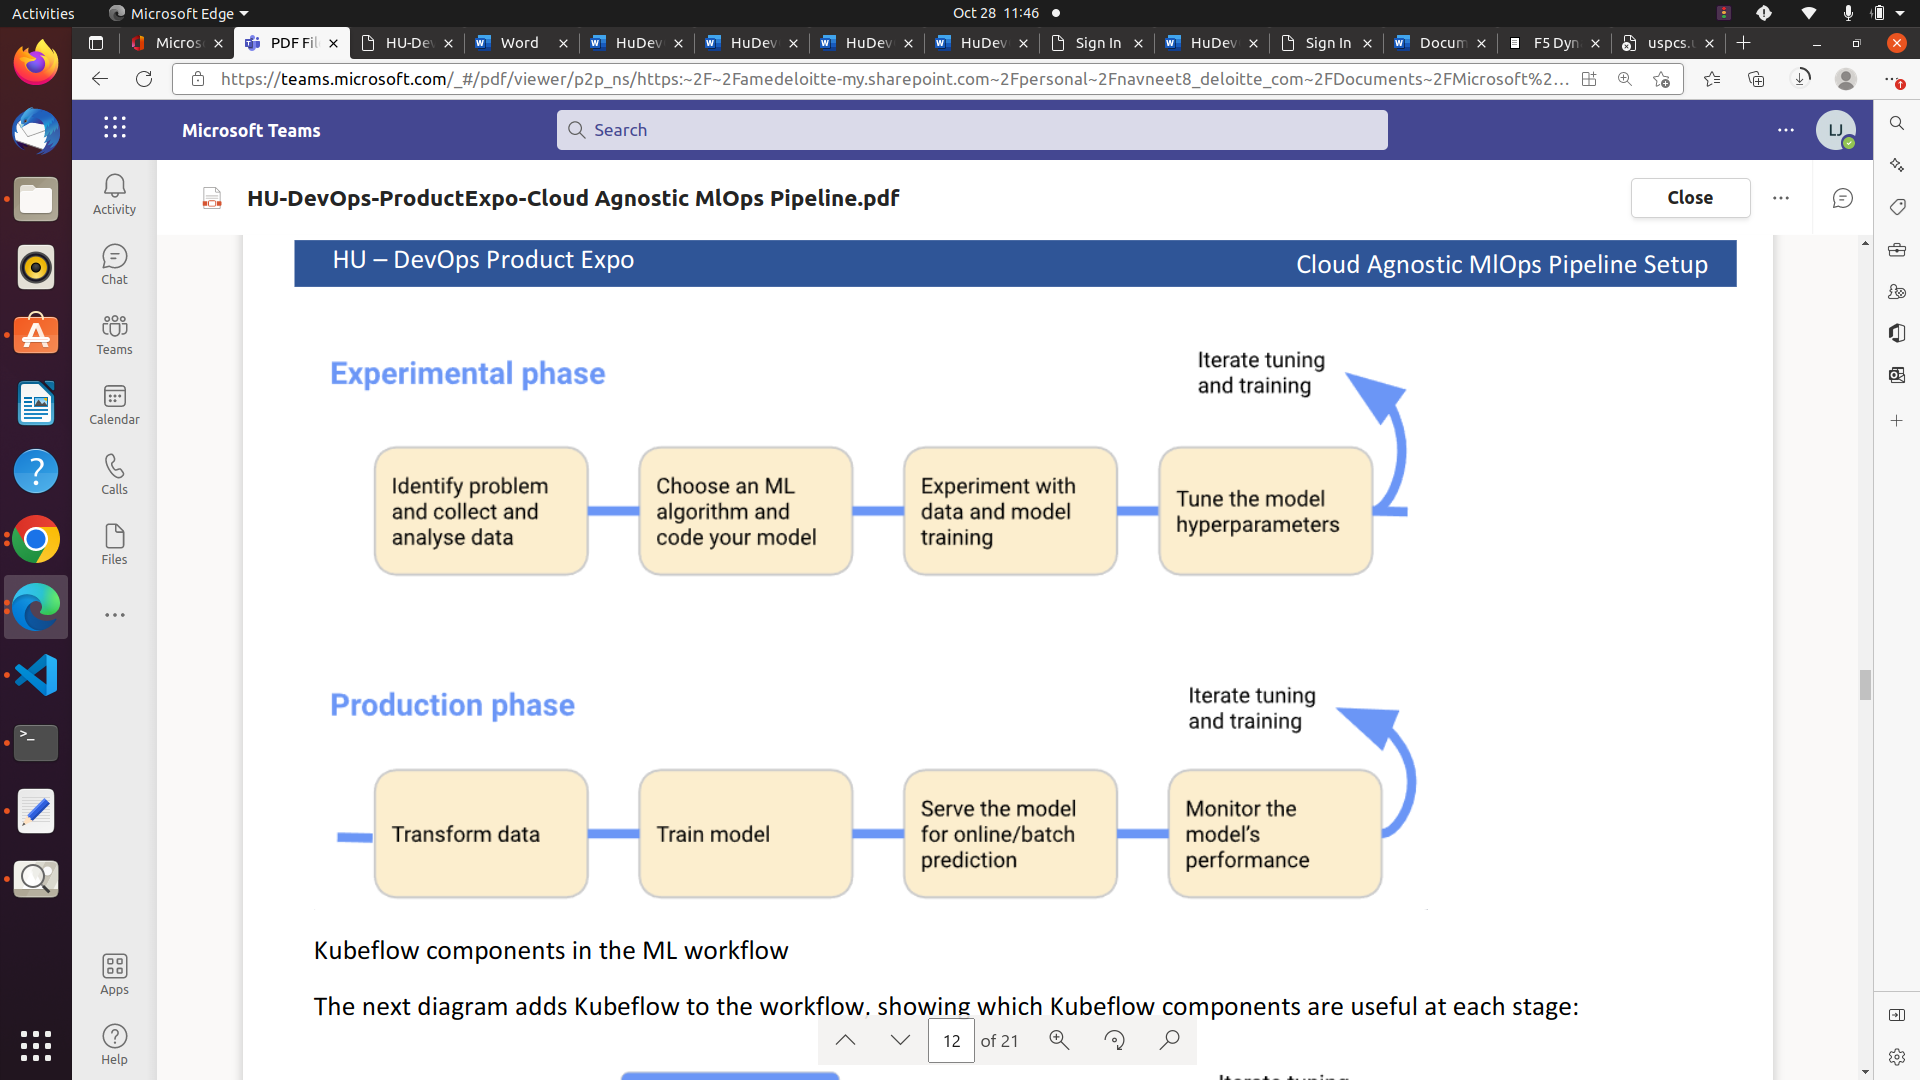 Activities
Microsoft Edge
Oct 28 11:46
Micros
PDF Fil
HU-Dev
Word
HuDev
HuDev
HuDev
HuDev
Sign In
HuDev
Sign In
Docum
F5 Dyn
uspcs.
https://teams.microsoft.com/_#/pdf/viewer/p2p_ns/https:~2F~2Famedeloitte-my.sharepoint.com~2Fpersonal~2Fnavneet8_deloitte_com~2FDocuments~2FMicrosoft%2...
Microsoft Teams
Search
LJ
Activity
Chat
Teams
Calendar
Calls
Files
Apps
Help
HU-DevOps-ProductExpo-Cloud Agnostic MlOps Pipeline.pdf
Close
HU – DevOps Product Expo
Cloud Agnostic MlOps Pipeline Setup
Experimental phase
Iterate tuning
and training
Identify problem
and collect and
analyse data
Choose an ML
algorithm and
code your model
Experiment with
data and model
training
Tune the model
hyperparameters
Production phase
Iterate tuning
and training
Transform data
Train model
Serve the model
for online/batch
prediction
Monitor the
model's
performance
Kubeflow components in the ML workflow
The next diagram adds Kubeflow to the workflow, showing which Kubeflow components are useful at each stage:
12 of 21
Iterate tuning